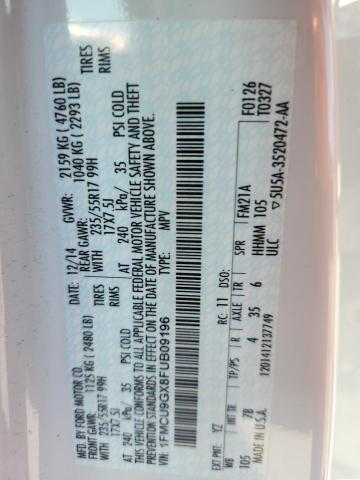 MFD. BY FORD MOTOR CO.
DATE: 12/14 GVWR: 2159 KG ( 4760 LB)
FRONT GAWR: 1125 KG (2480 LB) REAR GAWR: 1040 KG ( 2293 LB)
WITH 235/55R17 99H TIRES WITH 235/55R17 99H TIRES
17X7.5J RIMS 17X7.5J RIMS
AT 240 kPa/ 35 PSI COLD AT 240 kPa/ 35 PSI COLD
THIS VEHICLE CONFORMS TO ALL APPLICABLE FEDERAL MOTOR VEHICLE SAFETY AND THEFT
PREVENTION STANDARDS IN EFFECT ON THE DATE OF MANUFACTURE SHOWN ABOVE.
VIN: 1FMCU9GX8FUB09196
TYPE: MPV
F0126
T0327
EXT PNT: YZ RC: 11 DSO: FM21A
WB INT TR TP/PS R AXLE TR SPR
105 7B 4 35 6 HHMM 105
MADE IN U.S.A. ULC
1201412137749
▽ 5U5A-3520472-AA